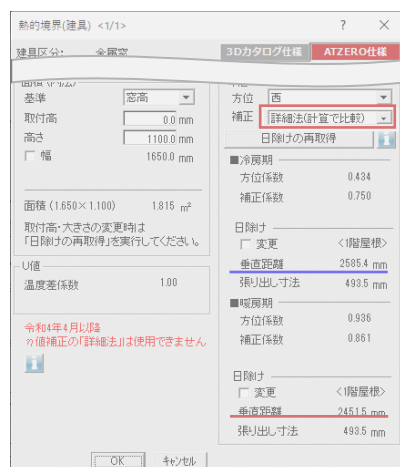 熱的境界(建具) <1/1>
? ×
建具区分: 金属窓
3Dカタログ仕様 ATZERO仕様
基準 窓高
取付高 0.0 mm
高さ 1100.0 mm
幅 1650.0 mm
面積 (1.650×1.100) 1.815 m²
取付高・大きさの変更時は
「日除けの再取得」を実行してください。
U値
温度差係数 1.00
令和4年4月以降
η値補正の「詳細法」は使用できません
i
方位 西
補正 詳細法(計算で比較)
日除けの再取得 i
■冷房期
方位係数 0.434
補正係数 0.750
日除け
変更 <1階屋根>
垂直距離 2585.4 mm
張り出し寸法 493.5 mm
■暖房期
方位係数 0.936
補正係数 0.861
日除け
変更 <1階屋根>
垂直距離 2451.5 mm
張り出し寸法 493.5 mm
OK キャンセル